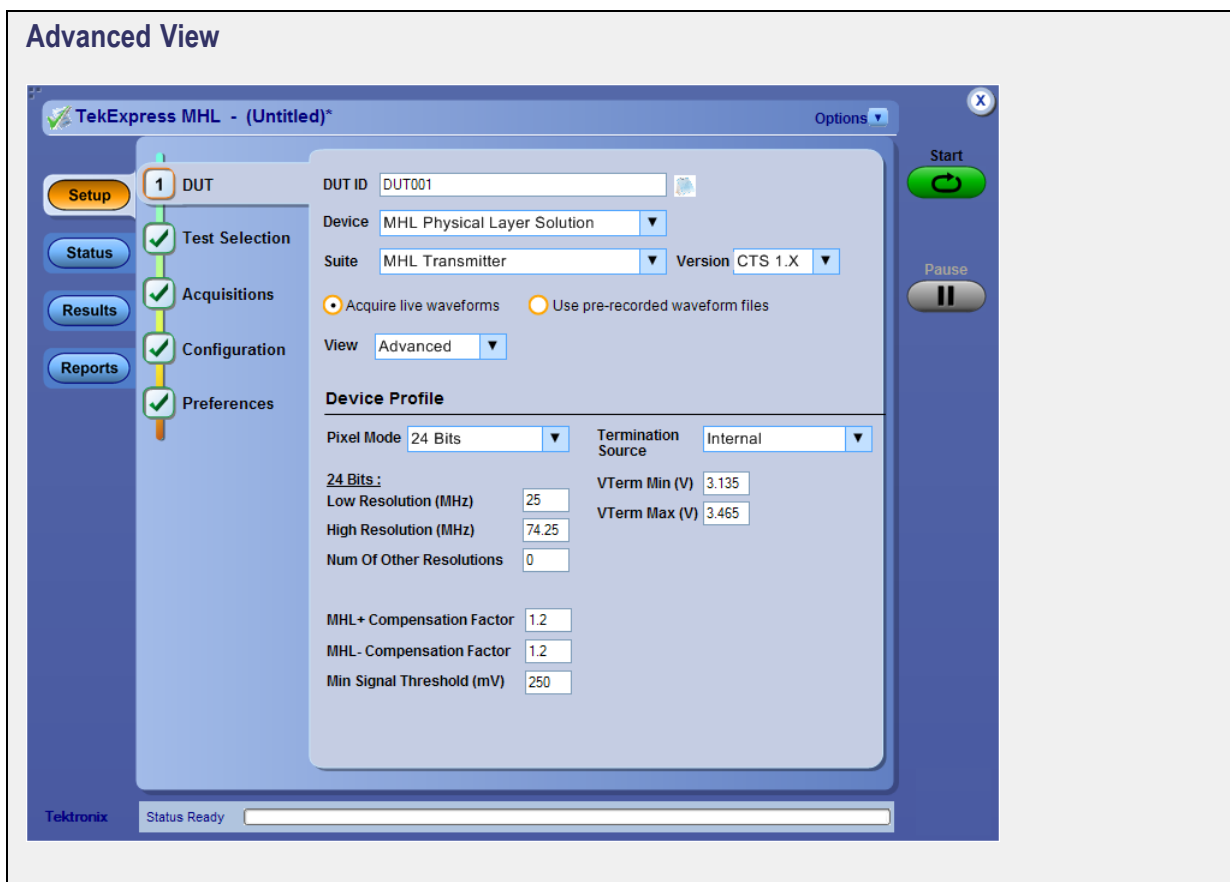 Advanced View
TekExpress MHL - (Untitled)*
Options
x
Start
Setup
Status
Results
Reports
1 DUT
Test Selection
Acquisitions
Configuration
Preferences
DUT ID DUT001
Device MHL Physical Layer Solution
Suite MHL Transmitter Version CTS 1.X
Acquire live waveforms Use pre-recorded waveform files
View Advanced
Pause
Device Profile
Pixel Mode 24 Bits
Termination
Source
Internal
24 Bits :
Low Resolution (MHz) 25
High Resolution (MHz) 74.25
Num Of Other Resolutions 0
VTerm Min (V) 3.135
VTerm Max (V) 3.465
MHL+ Compensation Factor 1.2
MHL- Compensation Factor 1.2
Min Signal Threshold (mV) 250
Tektronix
Status Ready